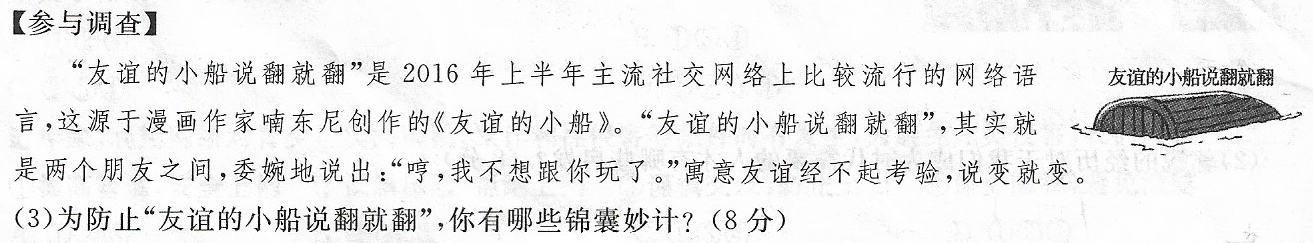 【参与调查】
“友谊的小船说翻就翻”是 2016 年上半年主流社交网络上比较流行的网络语
友谊的小船说翻就翻
言,这源于漫画作家喃东尼创作的《友谊的小船》。“友谊的小船说翻就翻”,其实就
是两个朋友之间,委婉地说出:“哼,我不想跟你玩了。”寓意友谊经不起考验,说变就变。
(3)为防止“友谊的小船说翻就翻”,你有哪些锦囊妙计?(8 分)